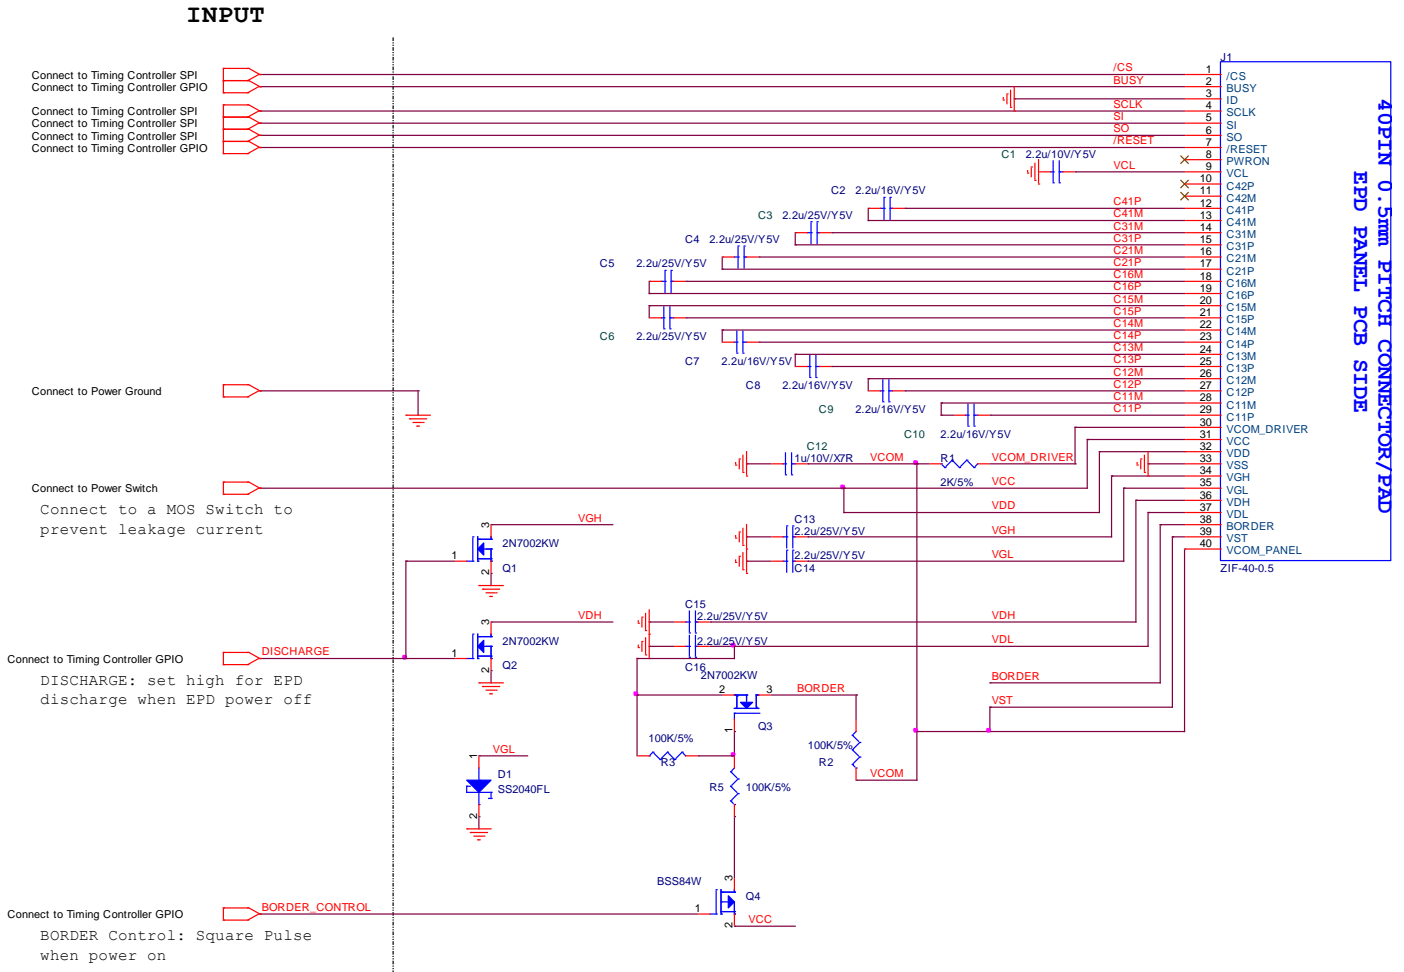 INPUT
J1
Connect to Timing Controller SPI
/CS
1
/CS
Connect to Timing Controller GPIO
BUSY
2
BUSY
3
ID
Connect to Timing Controller SPI
SCLK
4
SCLK
Connect to Timing Controller SPI
SI
5
SI
Connect to Timing Controller SPI
SO
6
SO
Connect to Timing Controller GPIO
/RESET
7
/RESET
8
PWRON
C1 2.2u/10V/Y5V
VCL
9
VCL
10
C42P
11
C42M
C2 2.2u/16V/Y5V
C41P
12
C41P
C41M
13
C41M
C3 2.2u/25V/Y5V
C31M
14
C31M
C31P
15
C31P
C4 2.2u/25V/Y5V
C21M
16
C21M
C21P
17
C21P
C5 2.2u/25V/Y5V
C16M
18
C16M
C16P
19
C16P
C15M
20
C15M
C15P
21
C15P
C6 2.2u/25V/Y5V
C14M
22
C14M
C14P
23
C14P
C7 2.2u/16V/Y5V
C13M
24
C13M
C13P
25
C13P
C8 2.2u/16V/Y5V
C12M
26
C12M
C12P
27
C12P
C9 2.2u/16V/Y5V
C11M
28
C11M
C11P
29
C11P
C10 2.2u/16V/Y5V
30
VCOM_DRIVER
31
VCC
32
VDD
33
VSS
34
VGH
35
VGL
36
VDH
37
VDL
38
BORDER
39
VST
40
VCOM_PANEL
ZIF-40-0.5
40PIN 0.5mm PITCH CONNECTOR/PAD
EPD PANEL PCB SIDE
Connect to Power Ground
C12
1u/10V/X7R
VCOM
R1
2K/5%
VCOM_DRIVER
Connect to Power Switch
VCC
VDD
Connect to a MOS Switch to
prevent leakage current
3
VGH
2N7002KW
1
2
Q1
C13
2.2u/25V/Y5V
VGH
2.2u/25V/Y5V
C14
VGL
3
VDH
2N7002KW
1
2
Q2
C15
2.2u/25V/Y5V
VDH
2.2u/25V/Y5V
C16
VDL
Connect to Timing Controller GPIO
DISCHARGE
DISCHARGE: set high for EPD
discharge when EPD power off
2N7002KW
2
3
BORDER
1
Q3
BORDER
VST
100K/5%
R3
100K/5%
R2
VCOM
R5 100K/5%
1
VGL
D1
SS2040FL
2
BSS84W
3
Q4
1
2
VCC
Connect to Timing Controller GPIO
BORDER_CONTROL
BORDER Control: Square Pulse
when power on